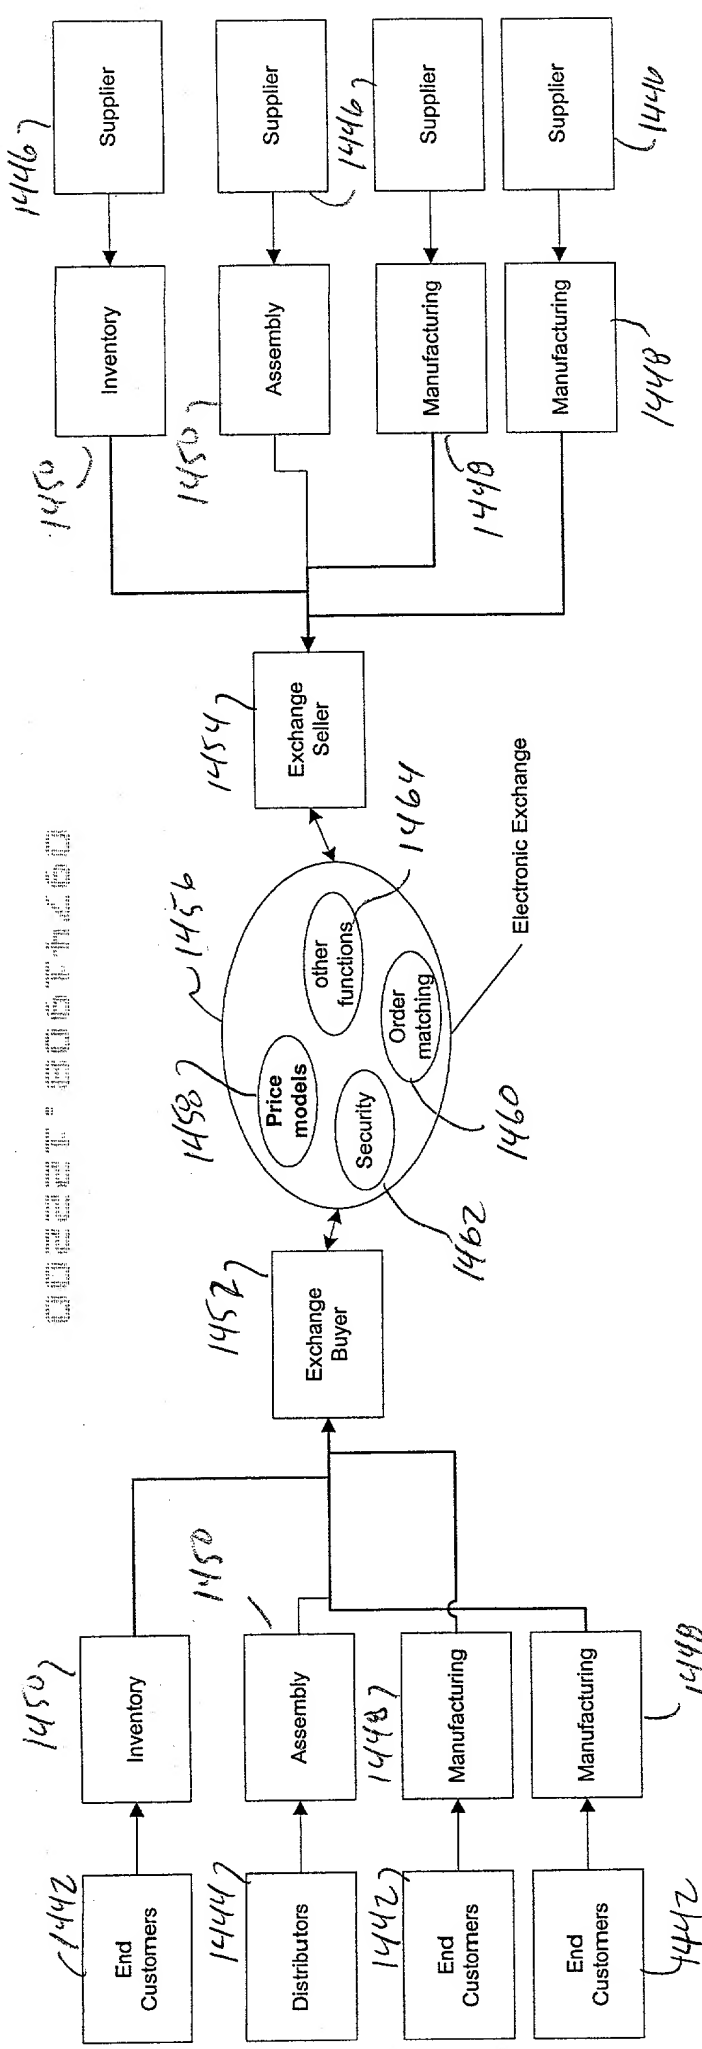 1442
End
Customers
1444
Distributors
1442
End
Customers
End
Customers
1442
1450
Inventory
1450
Assembly
1448
Manufacturing
Manufacturing
1448
1452
Exchange
Buyer
1456
1458
Price
models
other
functions
1464
Security
Order
matching
1462
1460
Electronic Exchange
1454
Exchange
Seller
1450
Inventory
1450
Assembly
Manufacturing
1448
Manufacturing
1448
1446
Supplier
Supplier
1446
1446
Supplier
Supplier
1446